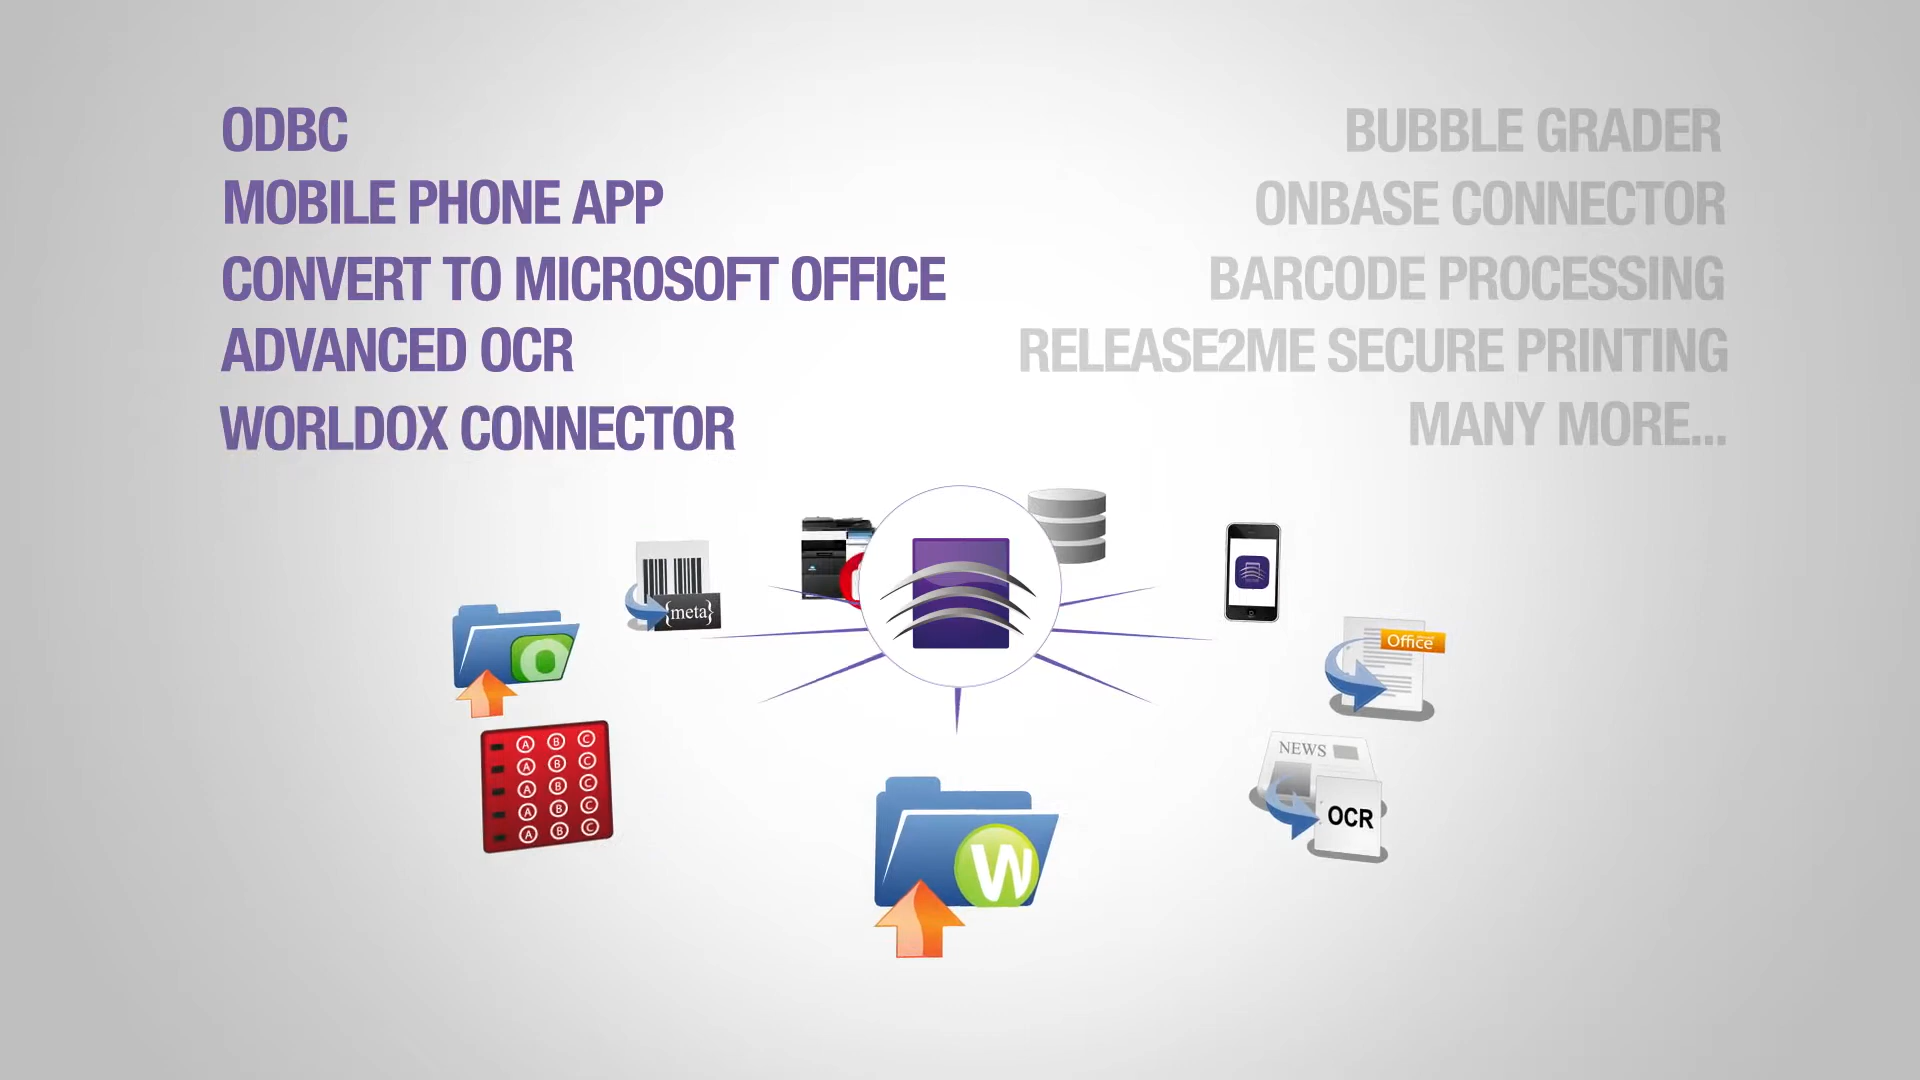 ODBC
MOBILE PHONE APP
CONVERT TO MICROSOFT OFFICE
ADVANCED OCR
WORLDOX CONNECTOR
BUBBLE GRADER
ONBASE CONNECTOR
BARCODE PROCESSING
RELEASE2ME SECURE PRINTING
MANY MORE...
{meta}
O
Office
A B C
A B C
A B C
A B C
A B C
NEWS
OCR
W